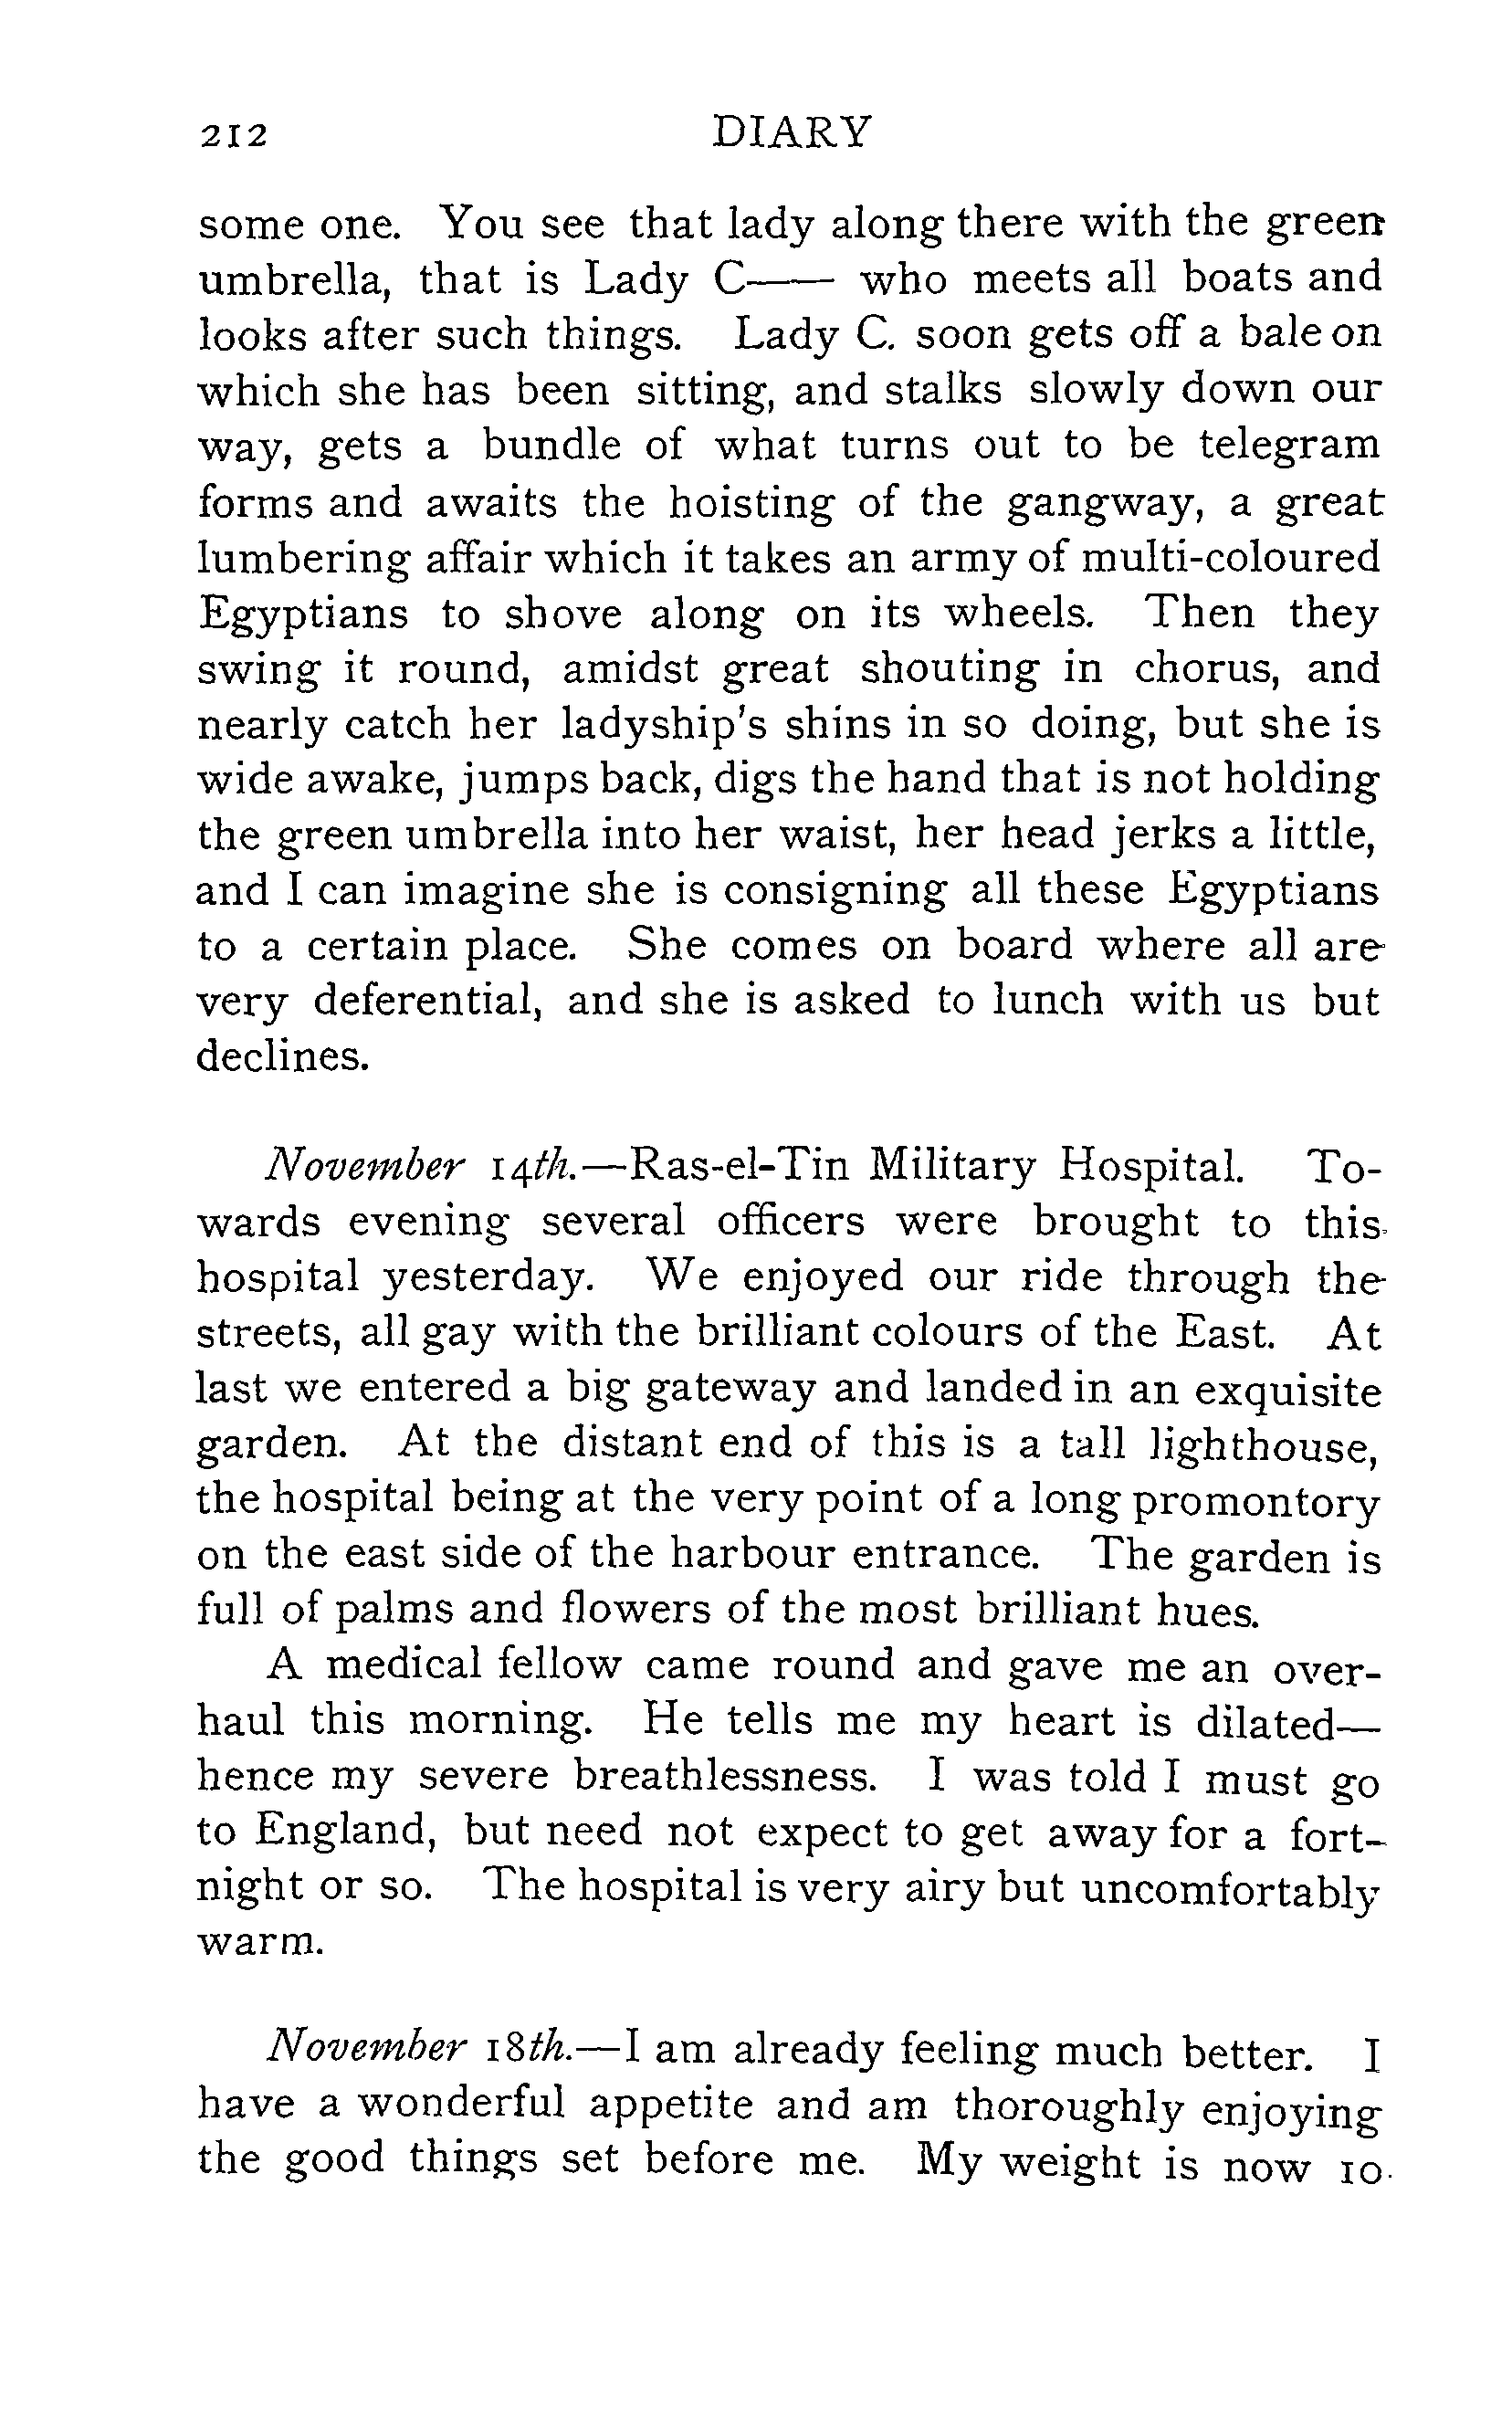 212 DIARY
some one. You see that lady along there with the green
umbrella, that is Lady C—— who meets all boats and
looks after such things. Lady C. soon gets off a bale on
which she has been sitting, and stalks slowly down our
way, gets a bundle of what turns out to be telegram
forms and awaits the hoisting of the gangway, a great
lumbering affair which it takes an army of multi-coloured
Egyptians to shove along on its wheels. Then they
swing it round, amidst great shouting in chorus, and
nearly catch her ladyship's shins in so doing, but she is
wide awake, jumps back, digs the hand that is not holding
the green umbrella into her waist, her head jerks a little,
and I can imagine she is consigning all these Egyptians
to a certain place. She comes on board where all are
very deferential, and she is asked to lunch with us but
declines.
November 14th.—Ras-el-Tin Military Hospital. To-
wards evening several officers were brought to this
hospital yesterday. We enjoyed our ride through the
streets, all gay with the brilliant colours of the East. At
last we entered a big gateway and landed in an exquisite
garden. At the distant end of this is a tall lighthouse,
the hospital being at the very point of a long promontory
on the east side of the harbour entrance. The garden is
full of palms and flowers of the most brilliant hues.
A medical fellow came round and gave me an over-
haul this morning. He tells me my heart is dilated—
hence my severe breathlessness. I was told I must go
to England, but need not expect to get away for a fort-
night or so. The hospital is very airy but uncomfortably
warm.
November 18th.—I am already feeling much better. I
have a wonderful appetite and am thoroughly enjoying
the good things set before me. My weight is now 10